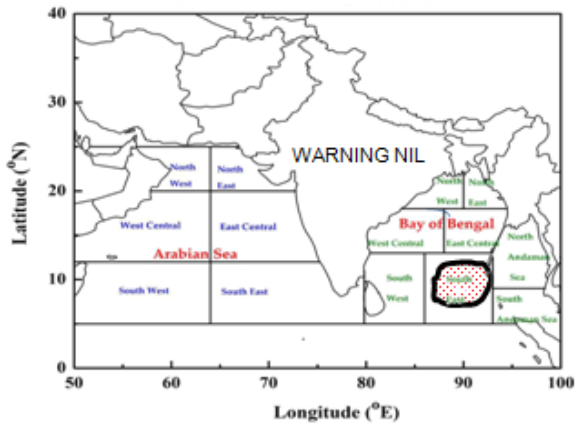 40
30
20
10
0
Latitude (°N)
WARNING NIL
North
West
North
East
North
West
North
East
West Central
East Central
Arabian Sea
Bay of Bengal
West Central
East Central
North
Andaman
Sea
South West
South East
South
West
South
East
South
Andaman Sea
50 60 70 80 90 100
Longitude (°E)